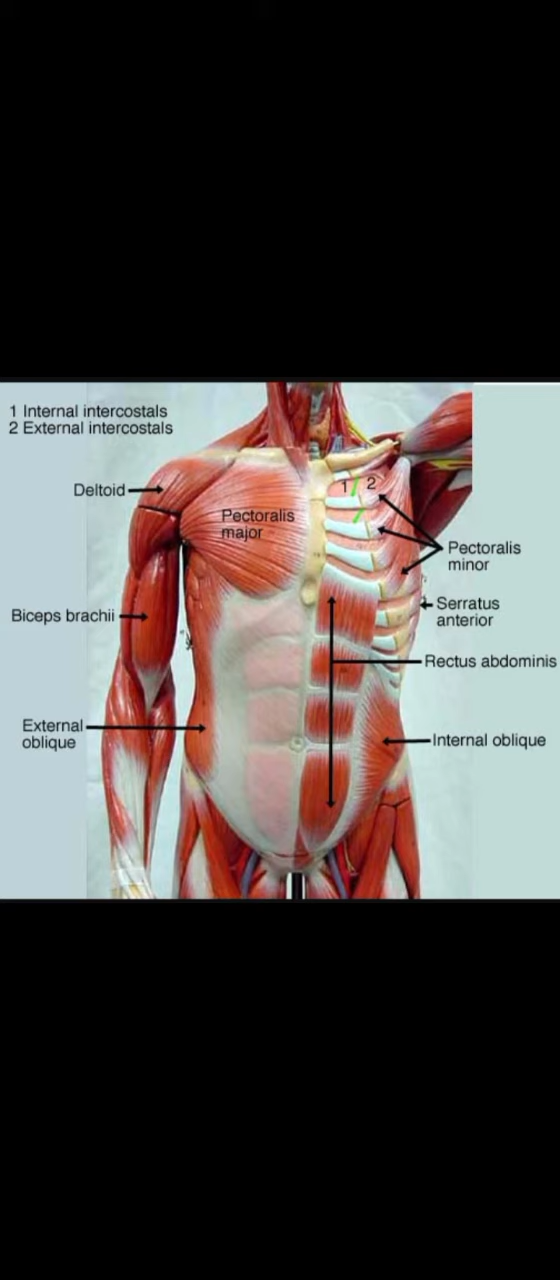 1 Internal intercostals
2 External intercostals
Deltoid
1
2
Pectoralis
major
Pectoralis
minor
Biceps brachii
Serratus
anterior
Rectus abdominis
External
oblique
Internal oblique